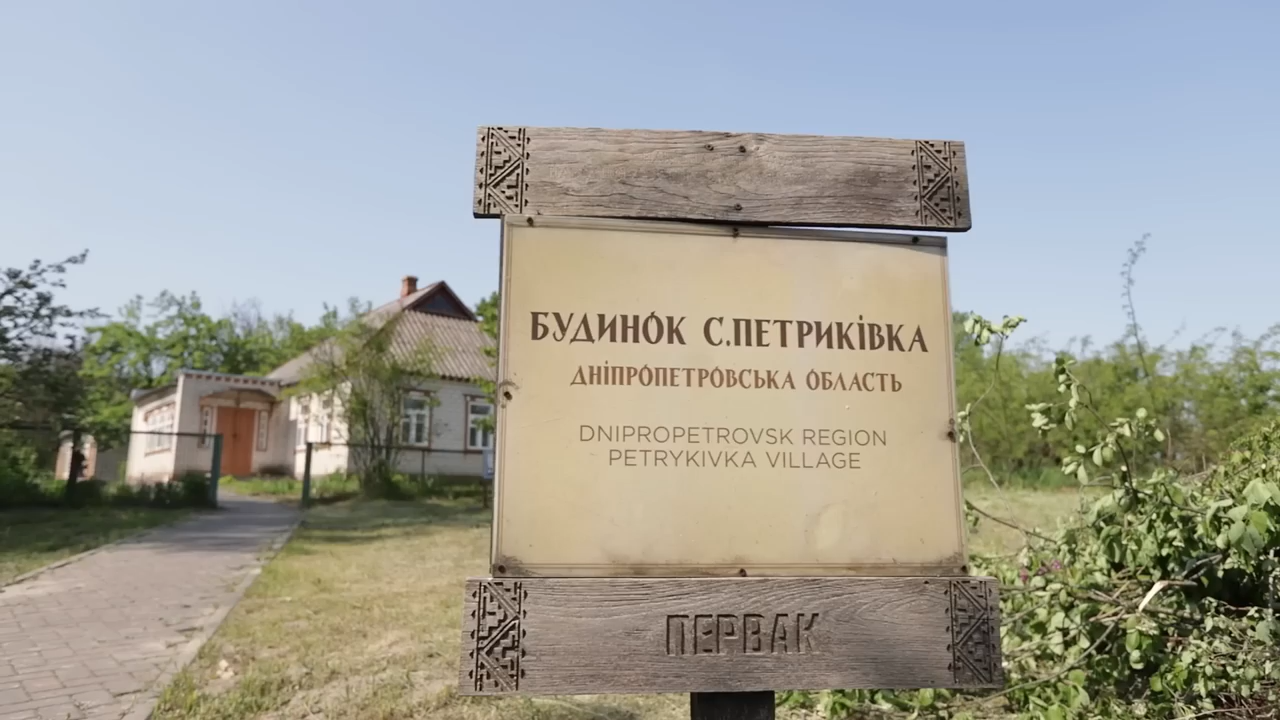 БУДИНОК С.ПЕТРИКІВКА
ДНІПРОПЕТРОВСЬКА ОБЛАСТЬ
DNIPROPETROVSK REGION
PETRYKIVKA VILLAGE
ПЕРВАК